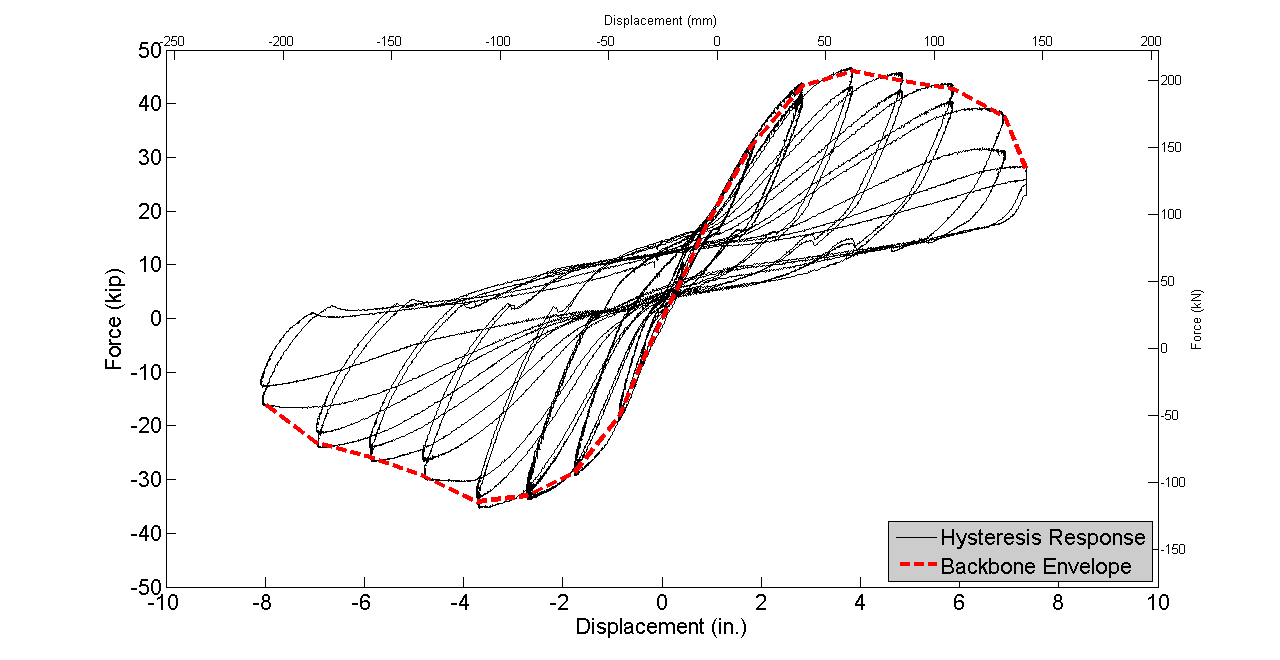 Displacement (mm)
-250 -200 -150 -100 -50 0 50 100 150 200
50
40
30
20
10
0
-10
-20
-30
-40
-50
Force (kip)
200
150
100
50
0
-50
-100
-150
Force (kN)
Hysteresis Response
Backbone Envelope
-10 -8 -6 -4 -2 0 2 4 6 8 10
Displacement (in.)